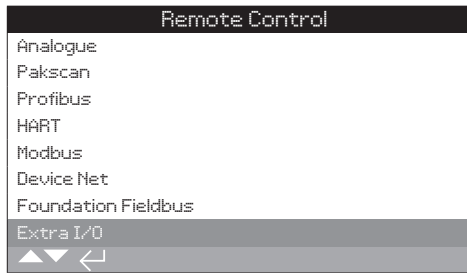 Remote Control
Analogue
Pakscan
Profibus
HART
Modbus
Device Net
Foundation Fieldbus
Extra I/O